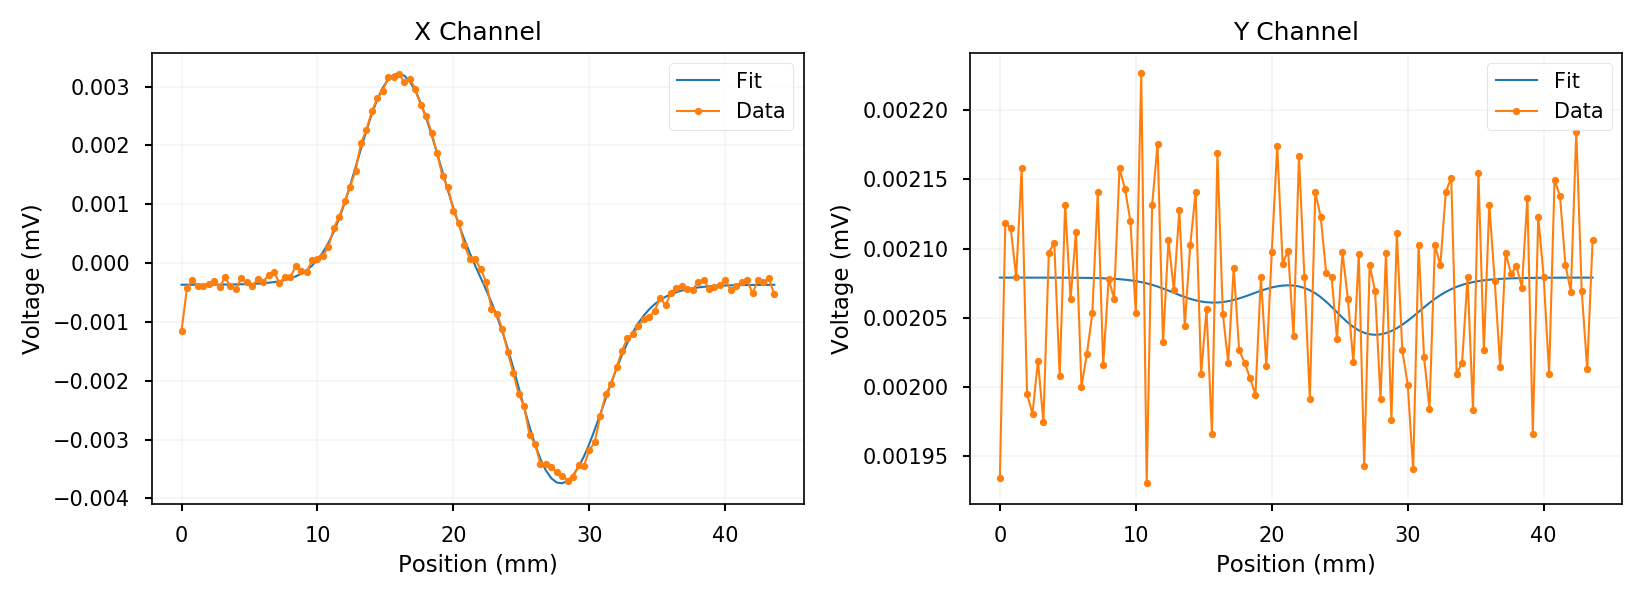 X Channel
Voltage (mV)
0.003
0.002
0.001
0.000
−0.001
−0.002
−0.003
−0.004
0
10
20
30
40
Position (mm)
Fit
Data
Y Channel
Voltage (mV)
0.00220
0.00215
0.00210
0.00205
0.00200
0.00195
0
10
20
30
40
Position (mm)
Fit
Data